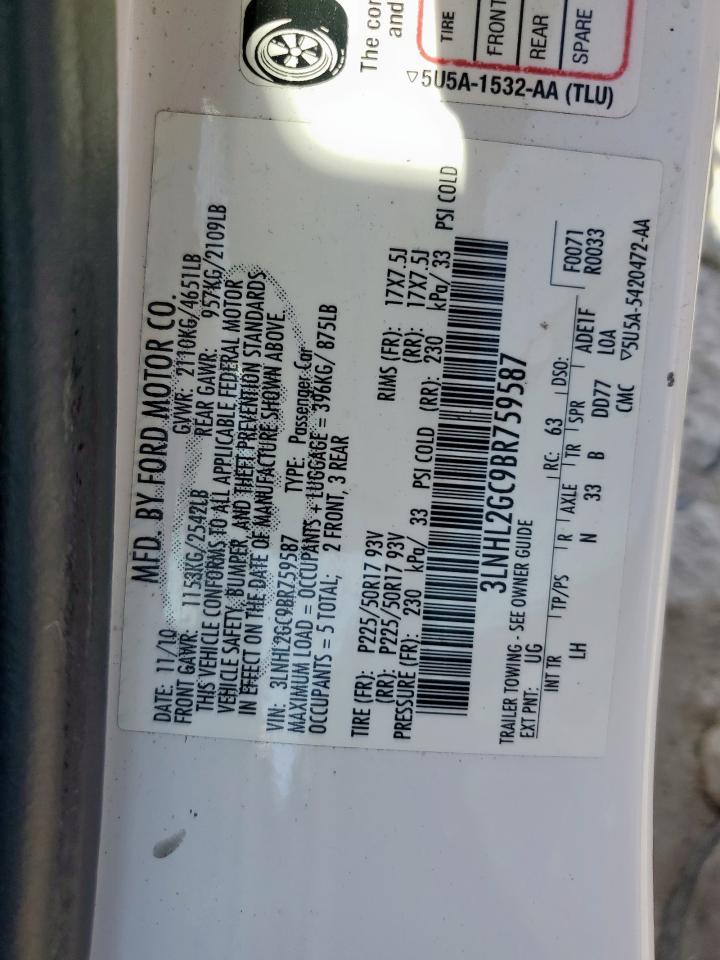 MFD. BY FORD MOTOR CO.
DATE: 11/10 GVWR: 2110KG/4651LB
FRONT GAWR: 1153KG/2542LB REAR GAWR: 957KG/2109LB
THIS VEHICLE CONFORMS TO ALL APPLICABLE FEDERAL MOTOR
VEHICLE SAFETY, BUMPER, AND THEFT PREVENTION STANDARDS
IN EFFECT ON THE DATE OF MANUFACTURE SHOWN ABOVE.
VIN: 3LNHL2GC9BR759587 TYPE: Passenger Car
MAXIMUM LOAD = OCCUPANTS + LUGGAGE = 396KG/ 875LB
OCCUPANTS = 5 TOTAL; 2 FRONT, 3 REAR
TIRE (FR): P225/50R17 93V RIMS (FR): 17X7.5J
(RR): P225/50R17 93V (RR): 17X7.5J
PRESSURE (FR): 230 kPa/ 33 PSI COLD (RR): 230 kPa/ 33 PSI COLD
3LNHL2GC9BR759587
TRAILER TOWING - SEE OWNER GUIDE
EXT PNT: UG RC: 63 DSO: F0071
R0033
INT TR TP/PS R AXLE TR SPR ADE1F
LH N 33 B DD77 LOA
CMC ▽5U5A-5420472-AA
The cor
and
TIRE
FRONT
REAR
SPARE
▽5U5A-1532-AA (TLU)